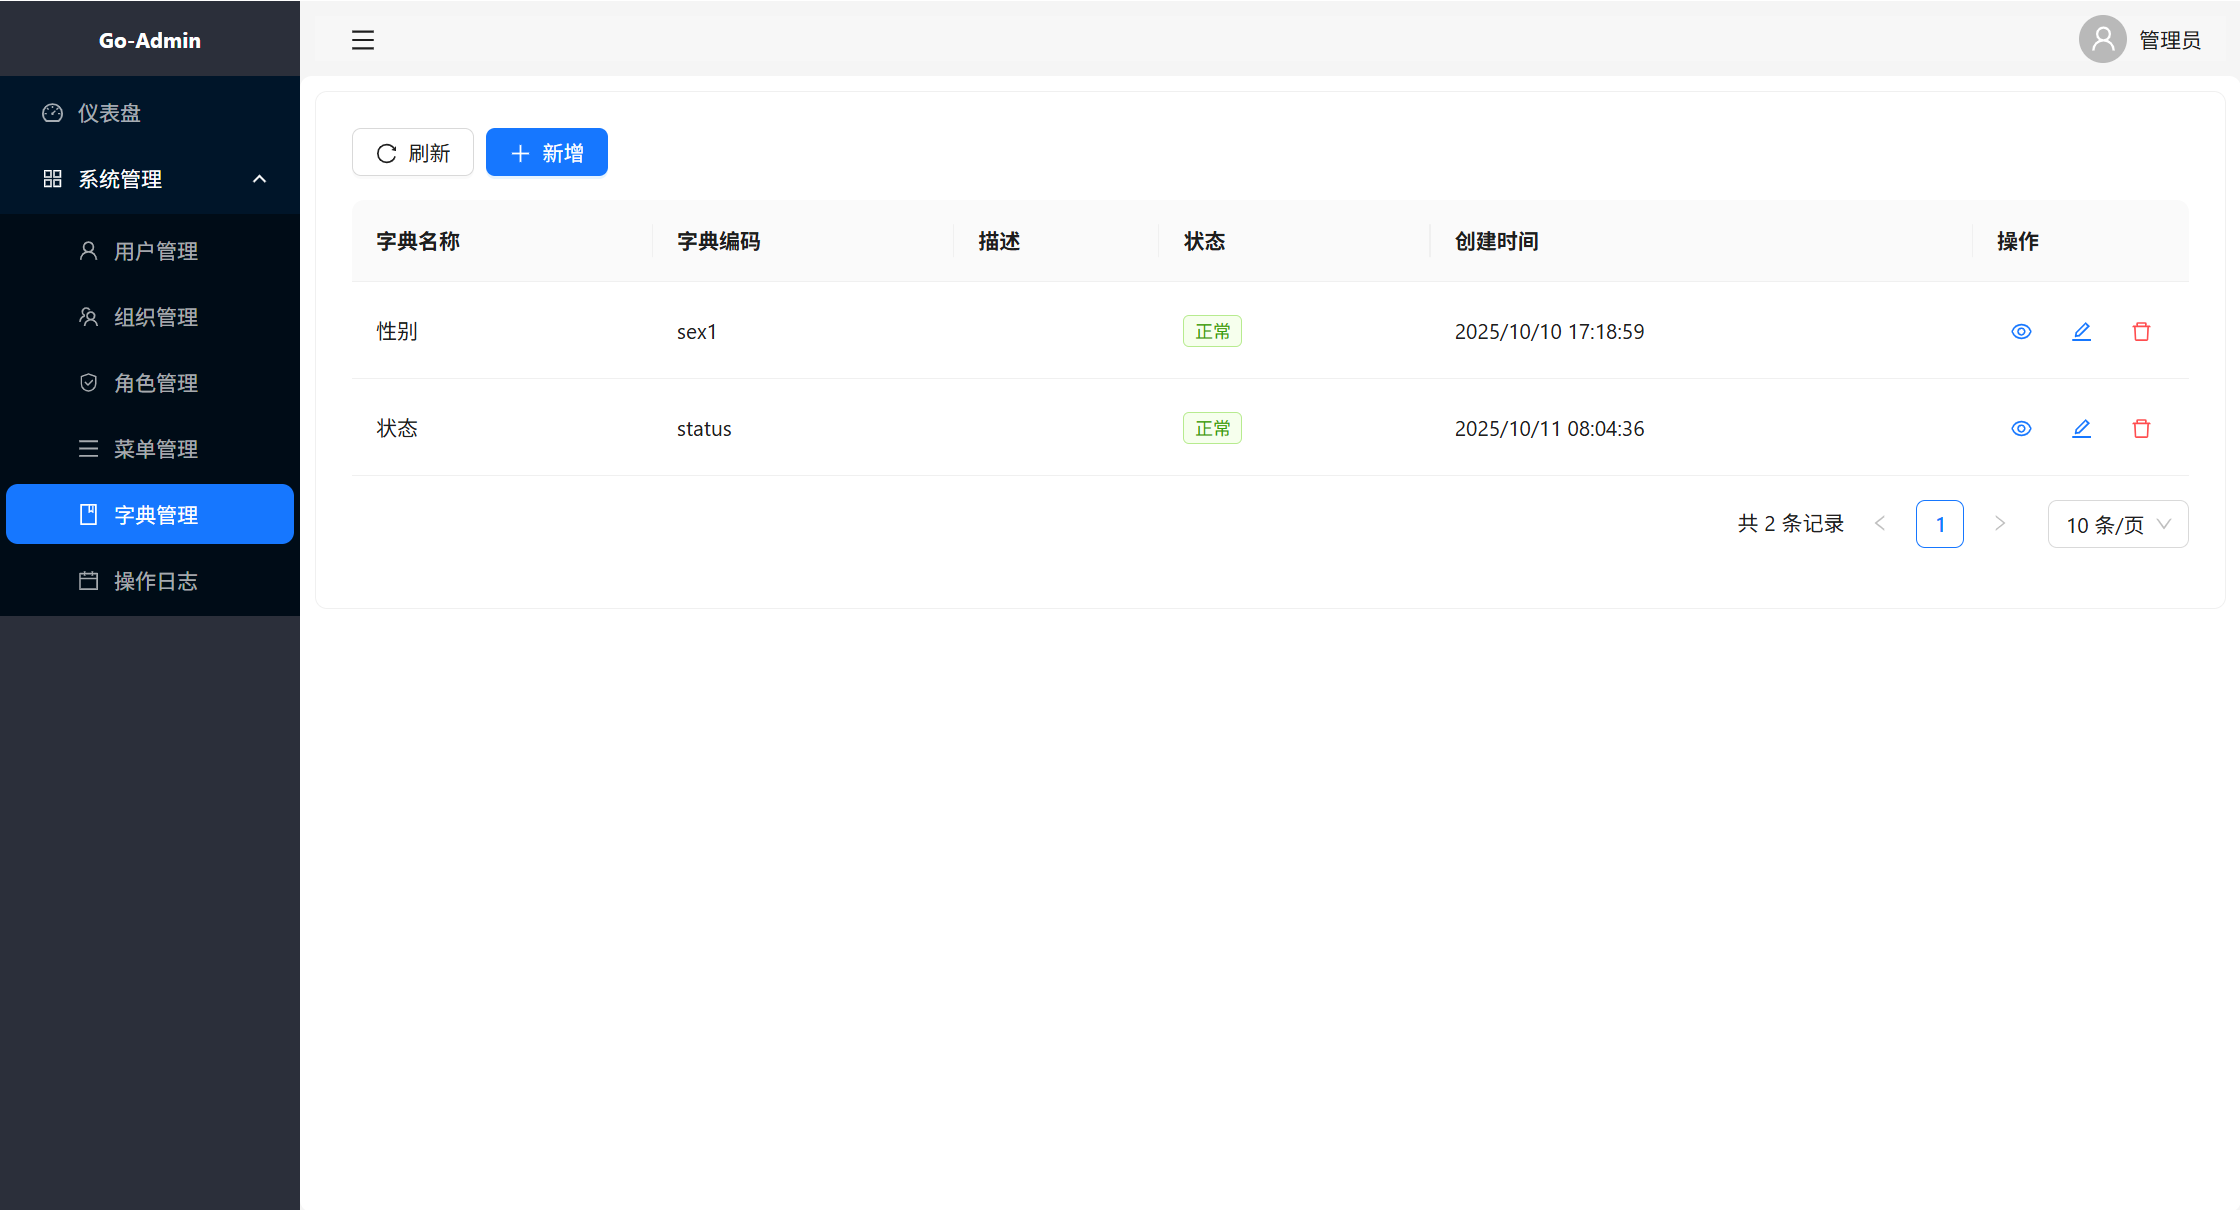 Go-Admin
管理员
仪表盘
系统管理
用户管理
组织管理
角色管理
菜单管理
字典管理
操作日志
刷新 新增
字典名称 字典编码 描述 状态 创建时间 操作
性别 sex1 正常 2025/10/10 17:18:59
状态 status 正常 2025/10/11 08:04:36
共 2 条记录 1 10 条/页